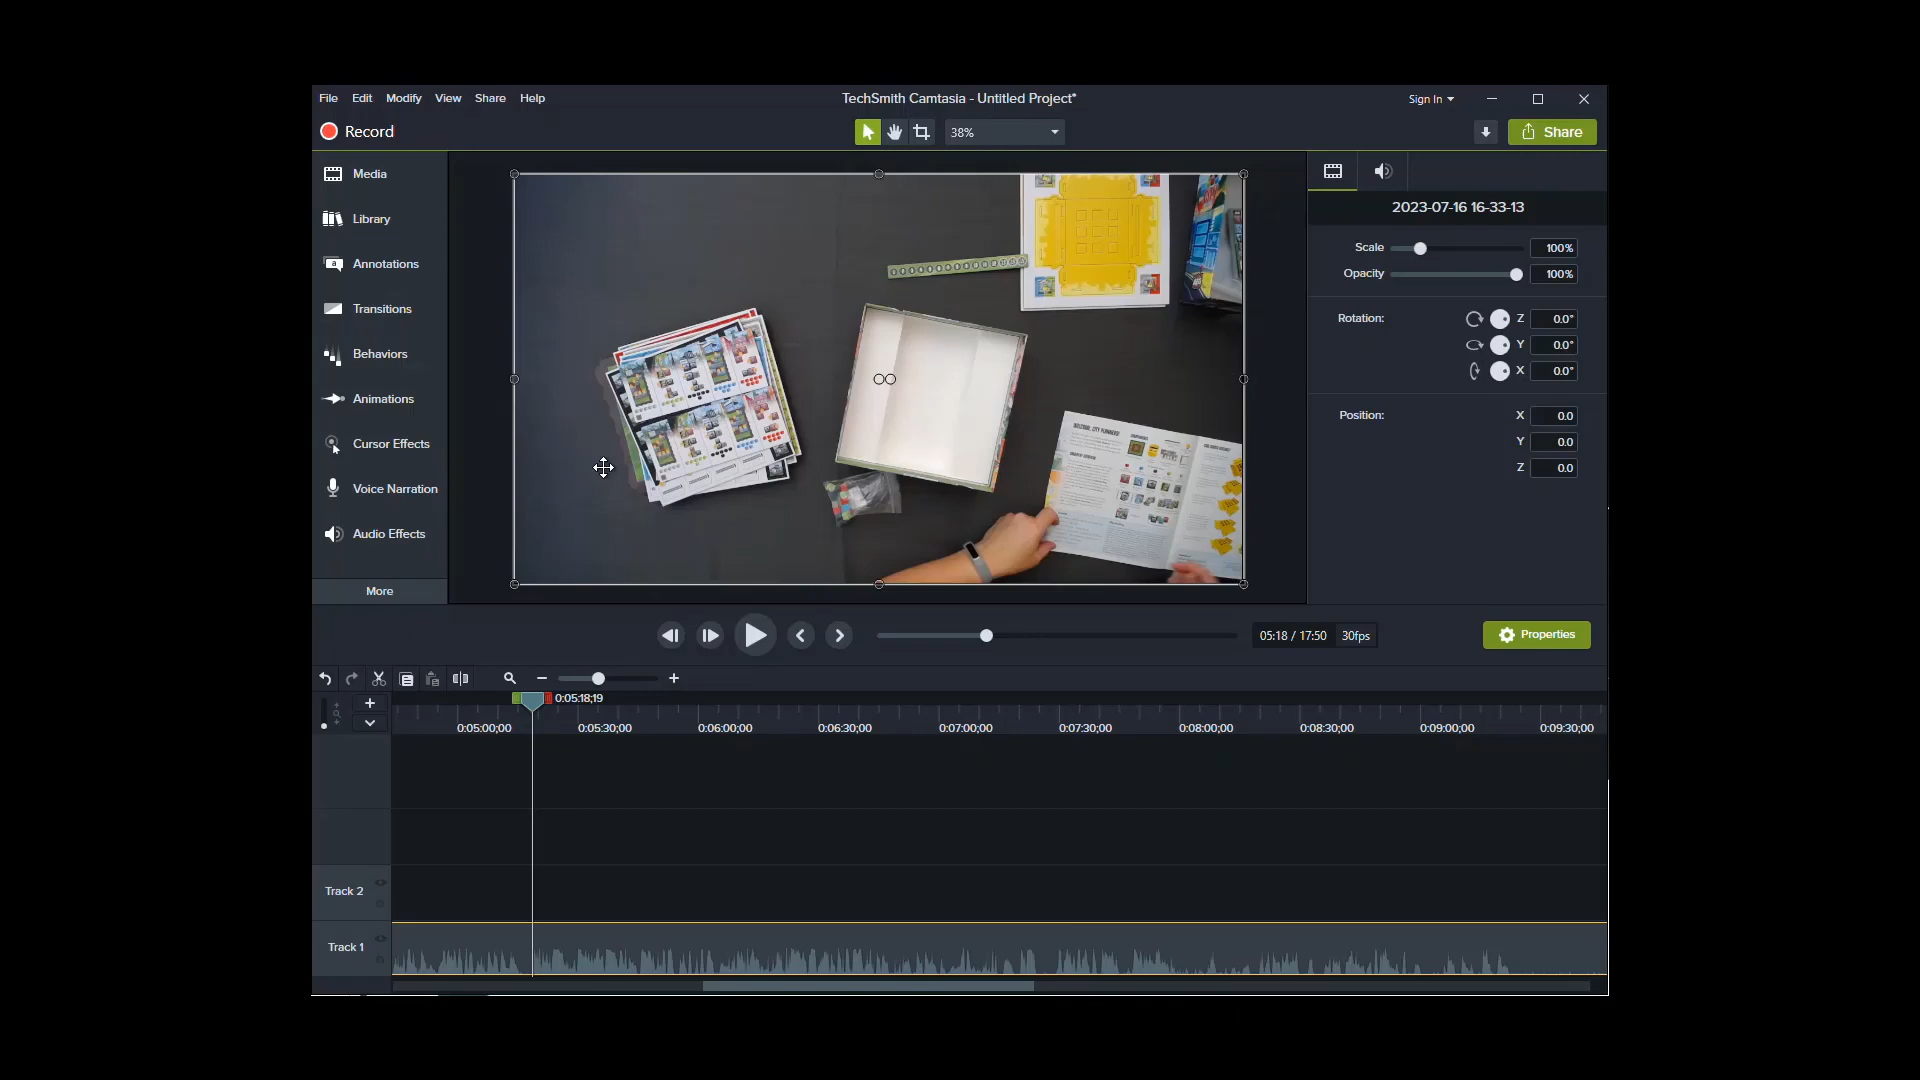 File Edit Modify View Share Help
TechSmith Camtasia - Untitled Project*
Sign In
Record
38%
Share
Media
Library
Annotations
Transitions
Behaviors
Animations
Cursor Effects
Voice Narration
Audio Effects
More
2023-07-16 16-33-13
Scale 100%
Opacity 100%
Rotation: Z 0.0°
Y 0.0°
X 0.0°
Position: X 0.0
Y 0.0
Z 0.0
05:18 / 17:50 30fps
Properties
0:05:18;19
0:05:00;00 0:05:30;00 0:06:00;00 0:06:30;00 0:07:00;00 0:07:30;00 0:08:00;00 0:08:30;00 0:09:00;00 0:09:30;00
Track 2
Track 1